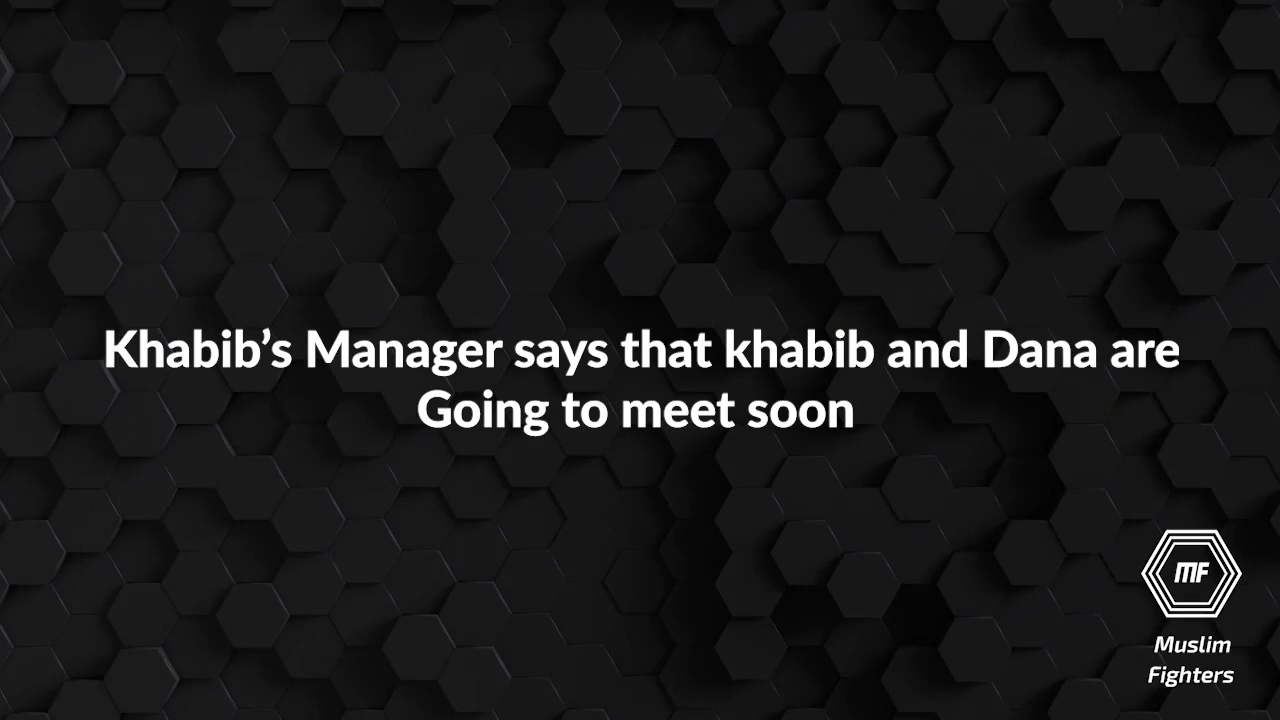 Khabib’s Manager says that khabib and Dana are
Going to meet soon
MF
Muslim
Fighters